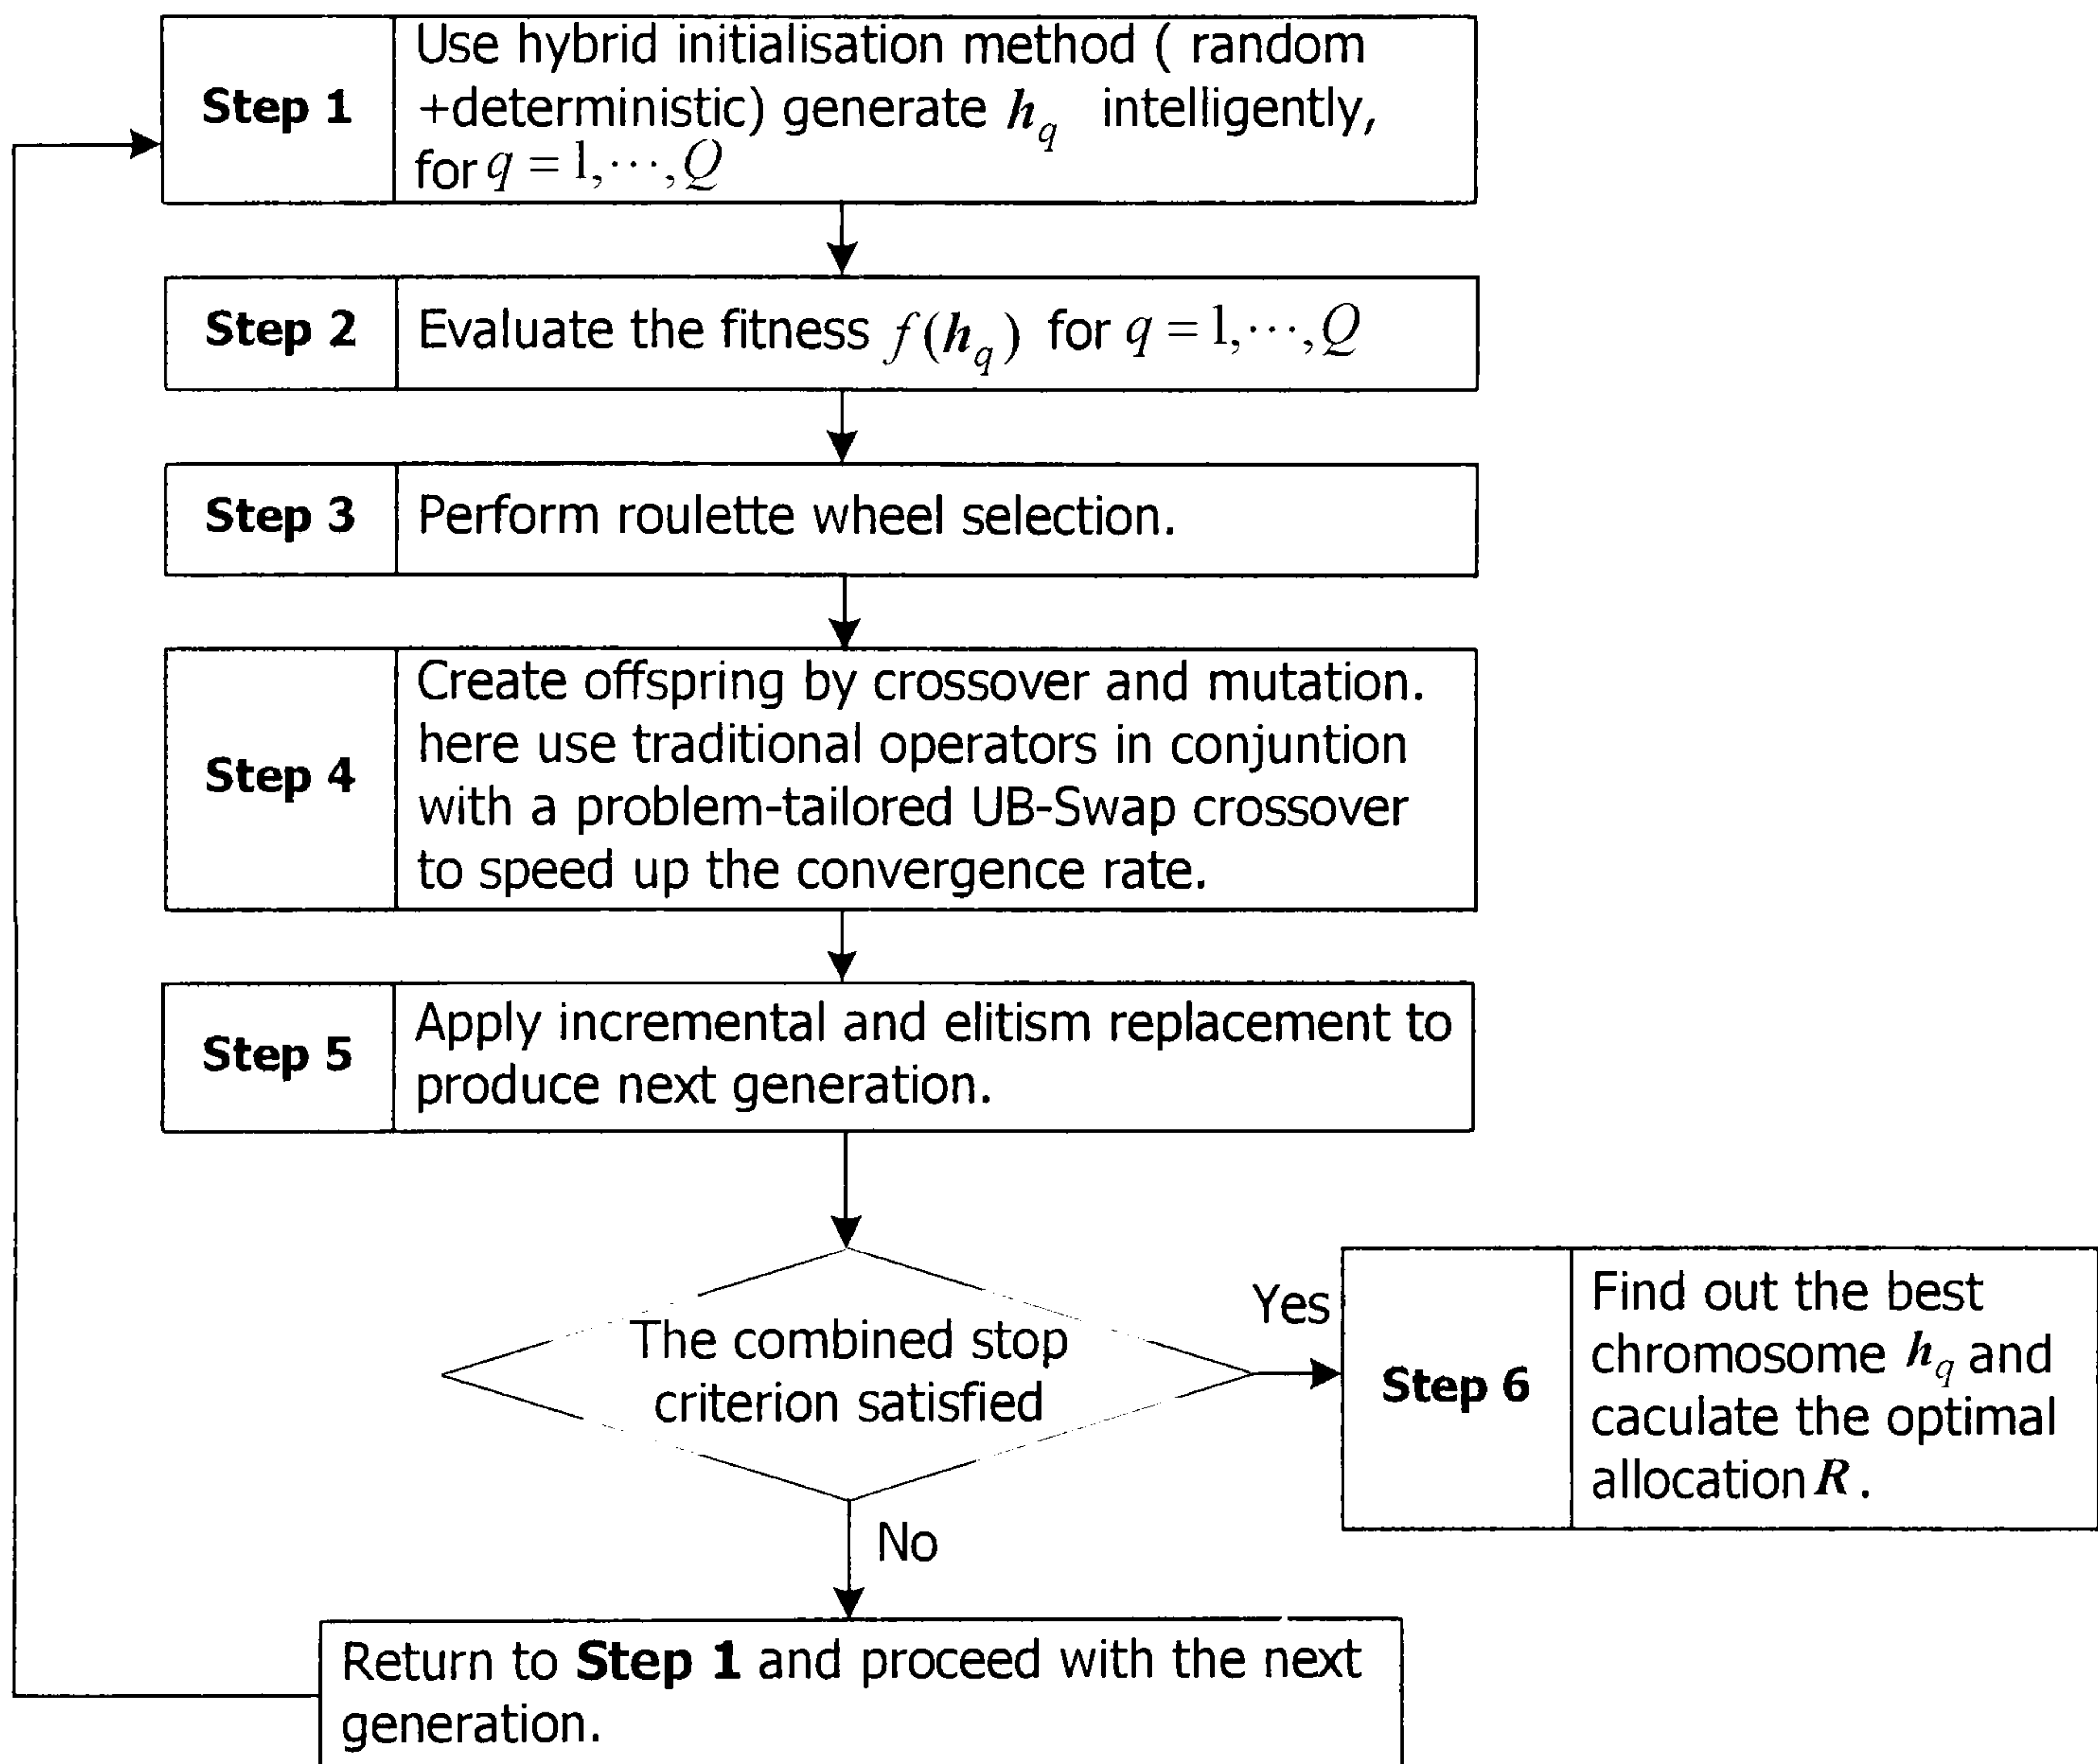 Step 1
Use hybrid initialisation method ( random
+deterministic) generate h_q intelligently,
for q = 1,⋯,Q
Step 2
Evaluate the fitness f(h_q) for q = 1,⋯,Q
Step 3
Perform roulette wheel selection.
Step 4
Create offspring by crossover and mutation.
here use traditional operators in conjuntion
with a problem-tailored UB-Swap crossover
to speed up the convergence rate.
Step 5
Apply incremental and elitism replacement to
produce next generation.
The combined stop
criterion satisfied
Yes
Step 6
Find out the best
chromosome h_q and
caculate the optimal
allocation R .
No
Return to Step 1 and proceed with the next
generation.